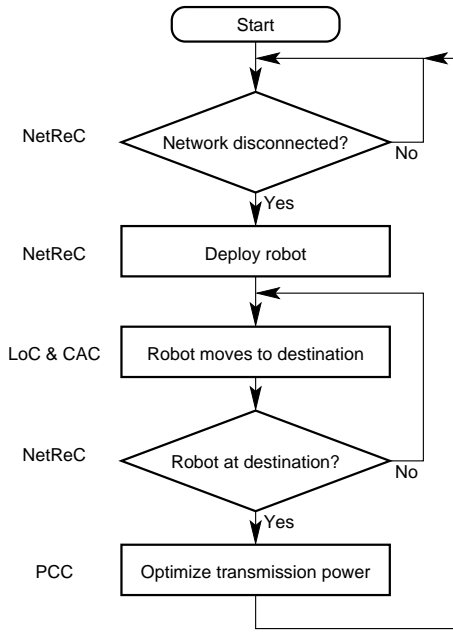 Start
NetReC
Network disconnected?
No
Yes
NetReC
Deploy robot
LoC & CAC
Robot moves to destination
NetReC
Robot at destination?
No
Yes
PCC
Optimize transmission power